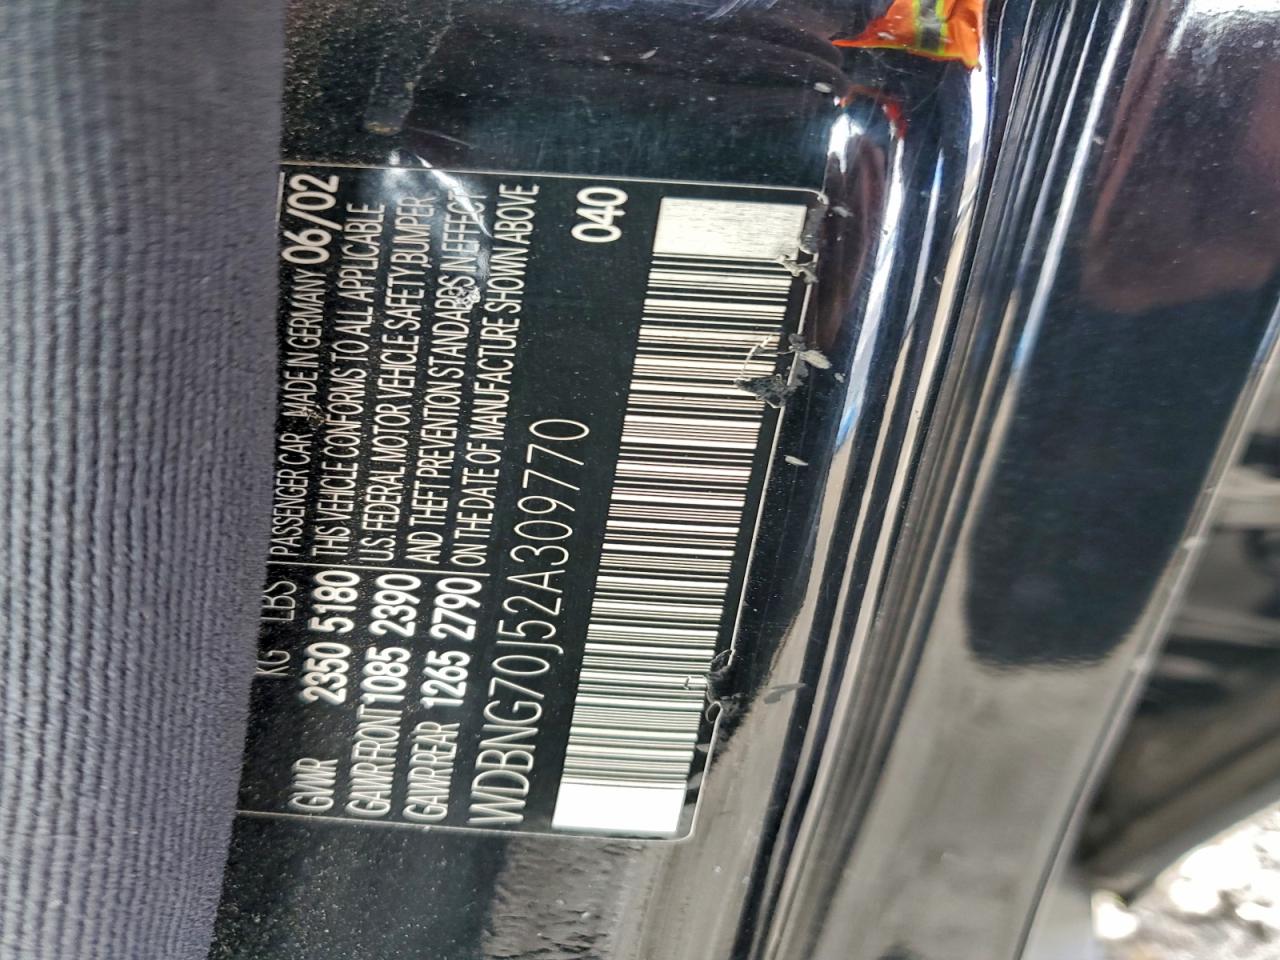 KG LBS
GVWR 2350 5180
GAWR FRONT 1085 2390
GAWR REAR 1265 2790
PASSENGER CAR MADE IN GERMANY 06/02
THIS VEHICLE CONFORMS TO ALL APPLICABLE
U.S. FEDERAL MOTOR VEHICLE SAFETY, BUMPER
AND THEFT PREVENTION STANDARDS IN EFFECT
ON THE DATE OF MANUFACTURE SHOWN ABOVE
WDBNG70J52A309770
040